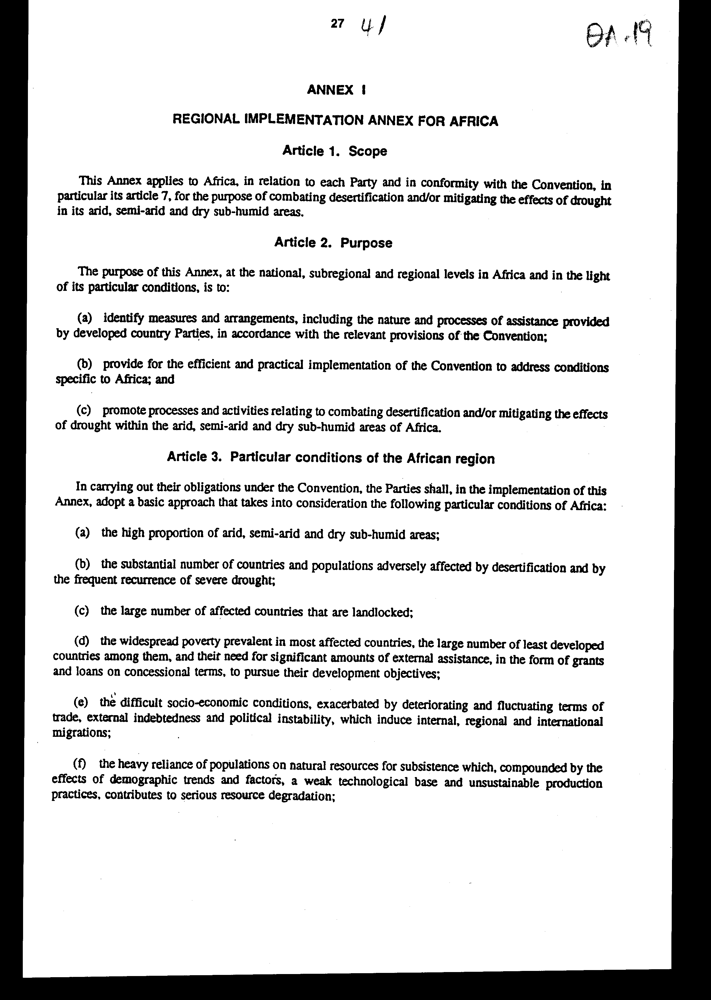 27 41
ΘA.19
ANNEX I
REGIONAL IMPLEMENTATION ANNEX FOR AFRICA
Article 1. Scope
This Annex applies to Africa, in relation to each Party and in conformity with the Convention, in
particular its article 7, for the purpose of combating desertification and/or mitigating the effects of drought
in its arid, semi-arid and dry sub-humid areas.
Article 2. Purpose
The purpose of this Annex, at the national, subregional and regional levels in Africa and in the light
of its particular conditions, is to:
(a) identify measures and arrangements, including the nature and processes of assistance provided
by developed country Parties, in accordance with the relevant provisions of the Convention;
(b) provide for the efficient and practical implementation of the Convention to address conditions
specific to Africa; and
(c) promote processes and activities relating to combating desertification and/or mitigating the effects
of drought within the arid, semi-arid and dry sub-humid areas of Africa.
Article 3. Particular conditions of the African region
In carrying out their obligations under the Convention, the Parties shall, in the implementation of this
Annex, adopt a basic approach that takes into consideration the following particular conditions of Africa:
(a) the high proportion of arid, semi-arid and dry sub-humid areas;
(b) the substantial number of countries and populations adversely affected by desertification and by
the frequent recurrence of severe drought;
(c) the large number of affected countries that are landlocked;
(d) the widespread poverty prevalent in most affected countries, the large number of least developed
countries among them, and their need for significant amounts of external assistance, in the form of grants
and loans on concessional terms, to pursue their development objectives;
(e) the difficult socio-economic conditions, exacerbated by deteriorating and fluctuating terms of
trade, external indebtedness and political instability, which induce internal, regional and international
migrations;
(f) the heavy reliance of populations on natural resources for subsistence which, compounded by the
effects of demographic trends and factors, a weak technological base and unsustainable production
practices, contributes to serious resource degradation;